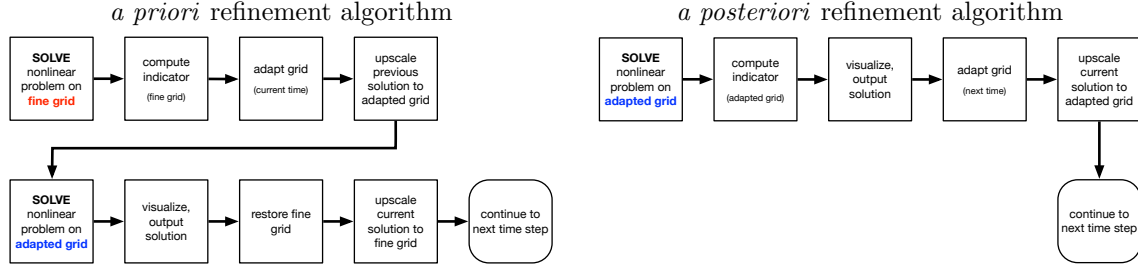 a priori refinement algorithm
SOLVE
nonlinear
problem on
fine grid
compute
indicator
(fine grid)
adapt grid
(current time)
upscale
previous
solution to
adapted grid
SOLVE
nonlinear
problem on
adapted grid
visualize,
output
solution
restore fine
grid
upscale
current
solution to
fine grid
continue to
next time step
a posteriori refinement algorithm
SOLVE
nonlinear
problem on
adapted grid
compute
indicator
(adapted grid)
visualize,
output
solution
adapt grid
(next time)
upscale
current
solution to
adapted grid
continue to
next time step